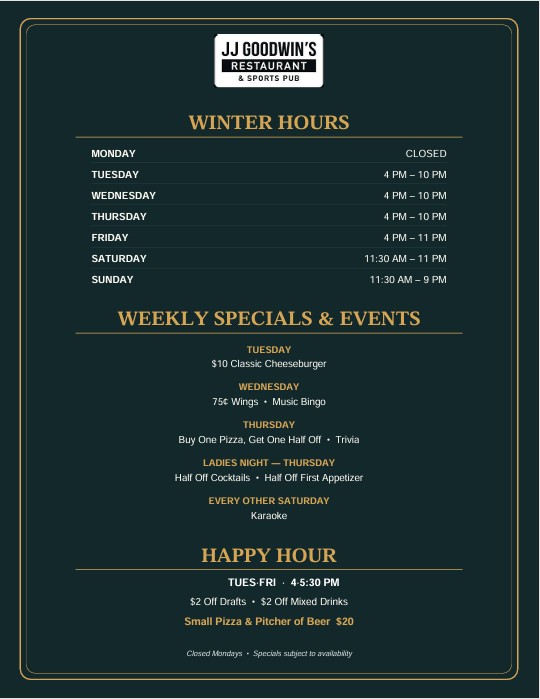 JJ GOODWIN'S
RESTAURANT
& SPORTS PUB
WINTER HOURS
MONDAY CLOSED
TUESDAY 4 PM – 10 PM
WEDNESDAY 4 PM – 10 PM
THURSDAY 4 PM – 10 PM
FRIDAY 4 PM – 11 PM
SATURDAY 11:30 AM – 11 PM
SUNDAY 11:30 AM – 9 PM
WEEKLY SPECIALS & EVENTS
TUESDAY
$10 Classic Cheeseburger
WEDNESDAY
75¢ Wings • Music Bingo
THURSDAY
Buy One Pizza, Get One Half Off • Trivia
LADIES NIGHT — THURSDAY
Half Off Cocktails • Half Off First Appetizer
EVERY OTHER SATURDAY
Karaoke
HAPPY HOUR
TUES-FRI · 4-5:30 PM
$2 Off Drafts • $2 Off Mixed Drinks
Small Pizza & Pitcher of Beer $20
Closed Mondays • Specials subject to availability